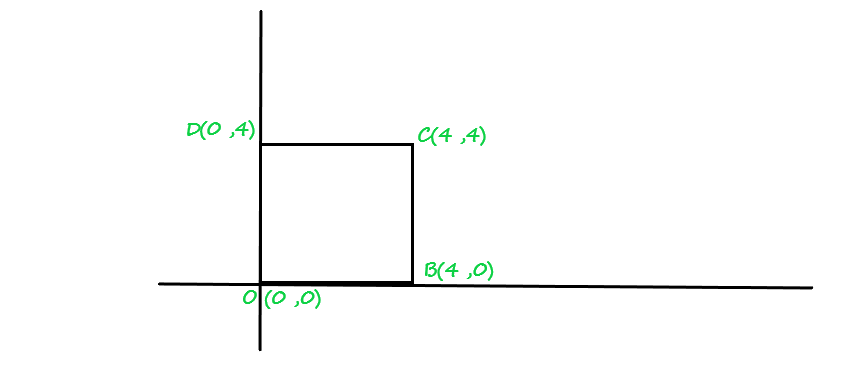 D(0 ,4)
C(4 ,4)
B(4 ,0)
O (0 ,0)